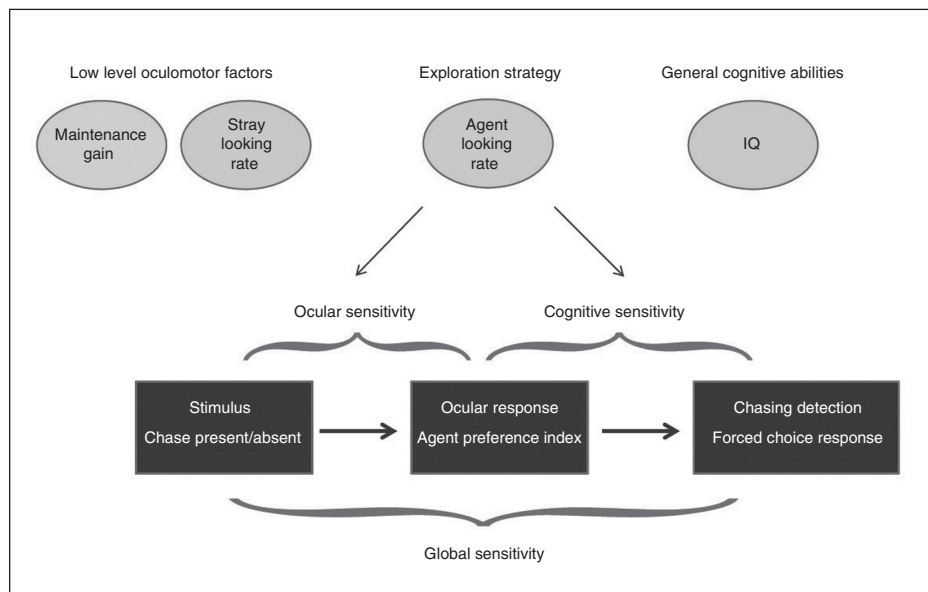 Low level oculomotor factors
Exploration strategy
General cognitive abilities
Maintenance
gain
Stray
looking
rate
Agent
looking
rate
IQ
Ocular sensitivity
Cognitive sensitivity
Stimulus
Chase present/absent
Ocular response
Agent preference index
Chasing detection
Forced choice response
Global sensitivity